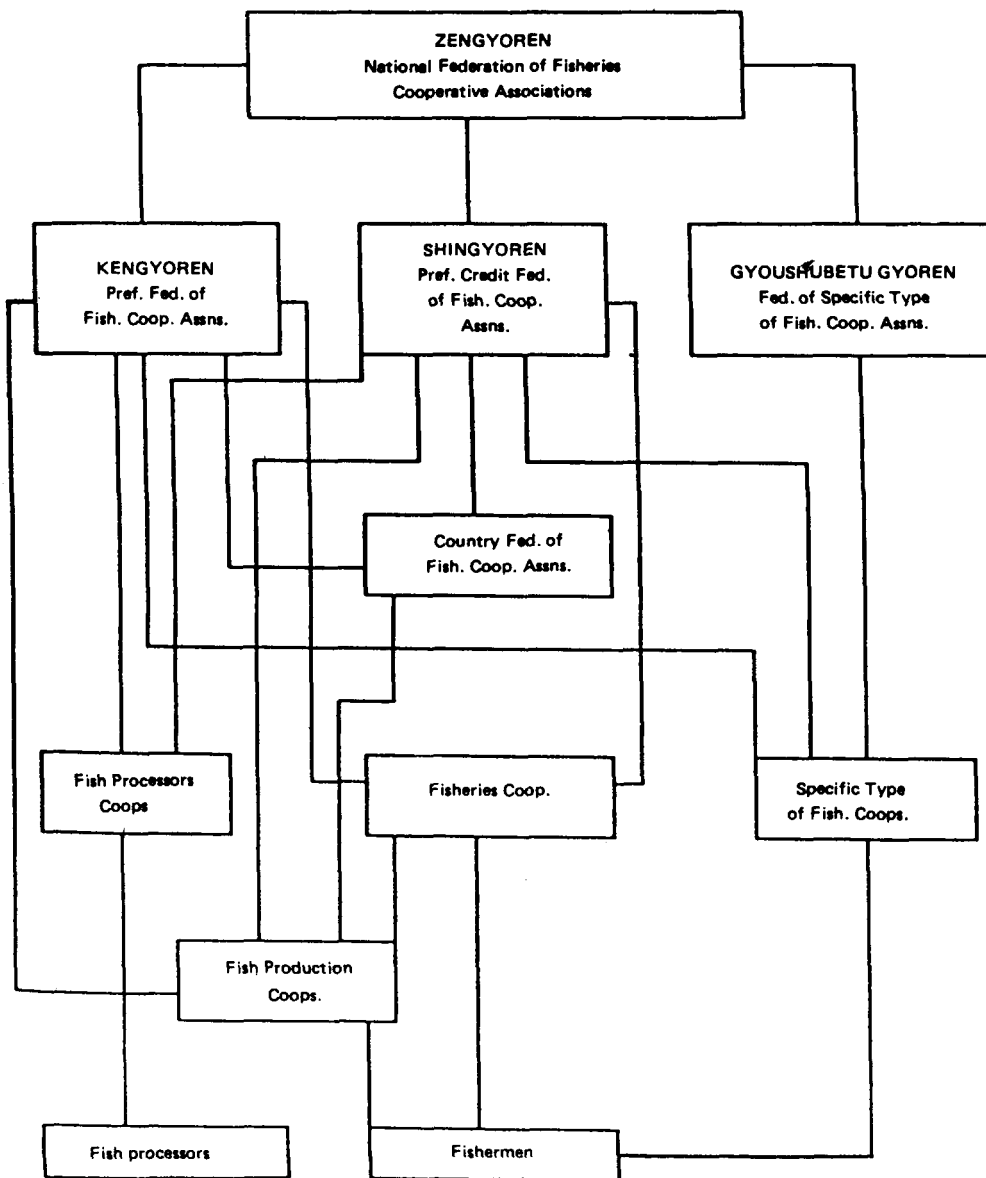 ZENGYOREN
National Federation of Fisheries
Cooperative Associations
KENGYOREN
Pref. Fed. of
Fish. Coop. Assns.
SHINGYOREN
Pref. Credit Fed.
of Fish. Coop.
Assns.
GYOUSHUBETU GYOREN
Fed. of Specific Type
of Fish. Coop. Assns.
Country Fed. of
Fish. Coop. Assns.
Fish Processors
Coops
Fisheries Coop.
Specific Type
of Fish. Coops.
Fish Production
Coops.
Fish processors
Fishermen